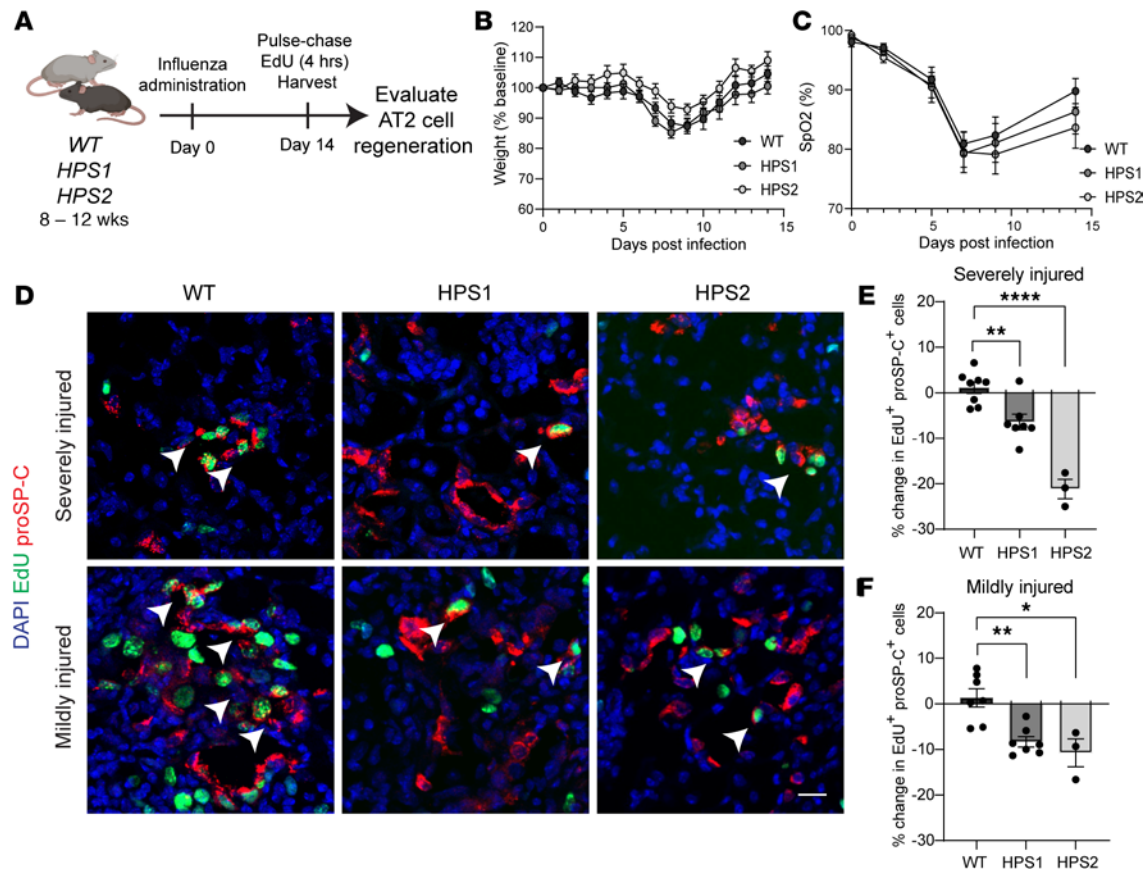 A
WT
HPS1
HPS2
8 – 12 wks
Influenza
administration
Day 0
Pulse-chase
EdU (4 hrs)
Harvest
Day 14
Evaluate
AT2 cell
regeneration
B
Weight (% baseline)
120
110
100
90
80
70
60
0
5
10
15
Days post infection
WT
HPS1
HPS2
C
SpO2 (%)
100
90
80
70
0
5
10
15
Days post infection
WT
HPS1
HPS2
D
WT
HPS1
HPS2
Severely injured
Mildly injured
DAPI EdU proSP-C
E
Severely injured
% change in EdU+ proSP-C+ cells
20
10
0
-10
-20
-30
****
**
WT
HPS1
HPS2
F
Mildly injured
% change in EdU+ proSP-C+ cells
20
10
0
-10
-20
-30
*
**
WT
HPS1
HPS2